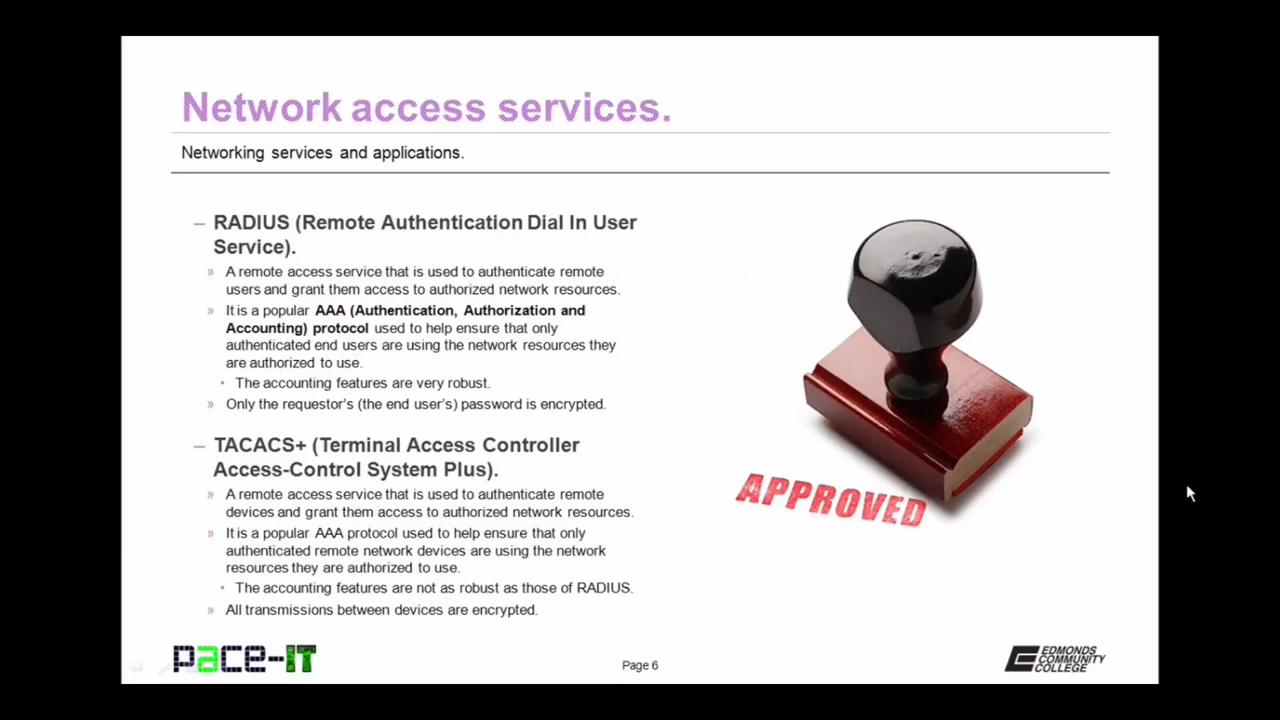 Network access services.
Networking services and applications.
– RADIUS (Remote Authentication Dial In User
Service).
» A remote access service that is used to authenticate remote
users and grant them access to authorized network resources.
» It is a popular AAA (Authentication, Authorization and
Accounting) protocol used to help ensure that only
authenticated end users are using the network resources they
are authorized to use.
• The accounting features are very robust.
» Only the requestor's (the end user's) password is encrypted.
– TACACS+ (Terminal Access Controller
Access-Control System Plus).
» A remote access service that is used to authenticate remote
devices and grant them access to authorized network resources.
» It is a popular AAA protocol used to help ensure that only
authenticated remote network devices are using the network
resources they are authorized to use.
• The accounting features are not as robust as those of RADIUS.
» All transmissions between devices are encrypted.
APPROVED
pace-IT
Page 6
EDMONDS
COMMUNITY
COLLEGE